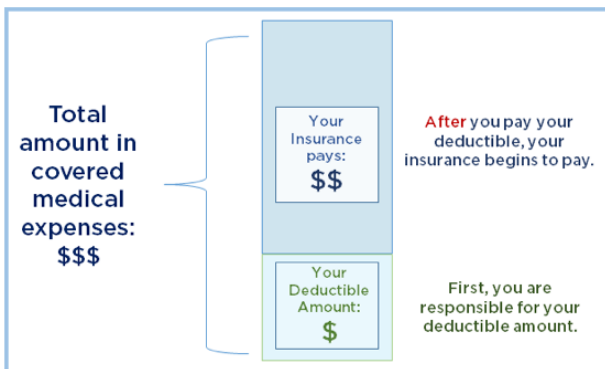 Total
amount in
covered
medical
expenses:
$$$
Your
Insurance
pays:
$$
After you pay your
deductible, your
insurance begins to pay.
Your
Deductible
Amount:
$
First, you are
responsible for your
deductible amount.